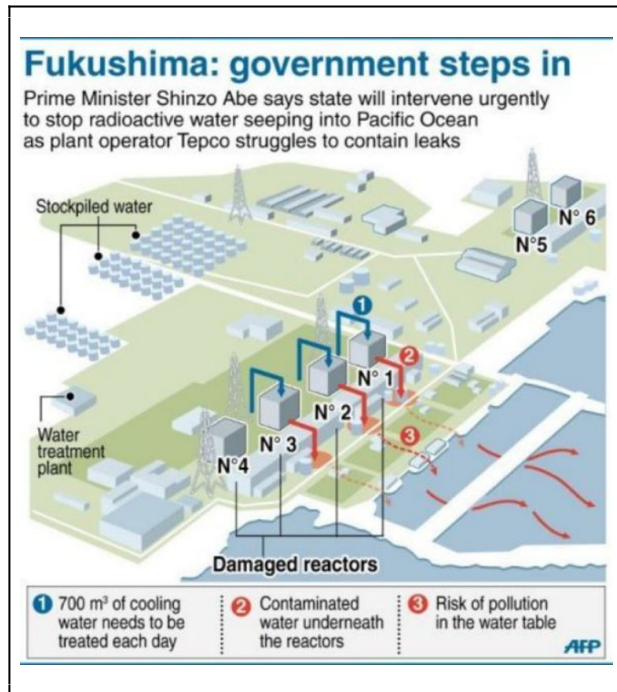 Fukushima: government steps in
Prime Minister Shinzo Abe says state will intervene urgently
to stop radioactive water seeping into Pacific Ocean
as plant operator Tepco struggles to contain leaks
Stockpiled water
N° 6
N°5
1
2
N° 1
N° 2
3
N° 3
N°4
Water
treatment
plant
Damaged reactors
1 700 m³ of cooling
water needs to be
treated each day
2 Contaminated
water underneath
the reactors
3 Risk of pollution
in the water table
AFP